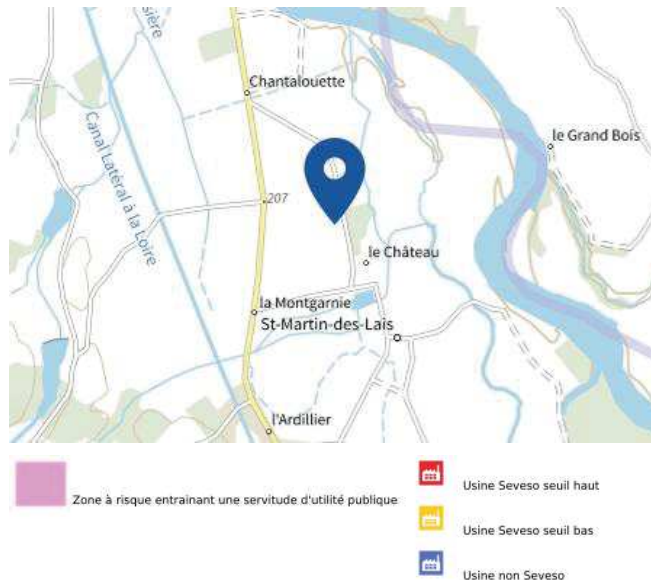 sière
Chantalouette
le Grand Bois
Canal Latéral à la Loire
207
le Château
la Montgarnie
St-Martin-des-Lais
l'Ardillier
Zone à risque entrainant une servitude d'utilité publique
Usine Seveso seuil haut
Usine Seveso seuil bas
Usine non Seveso